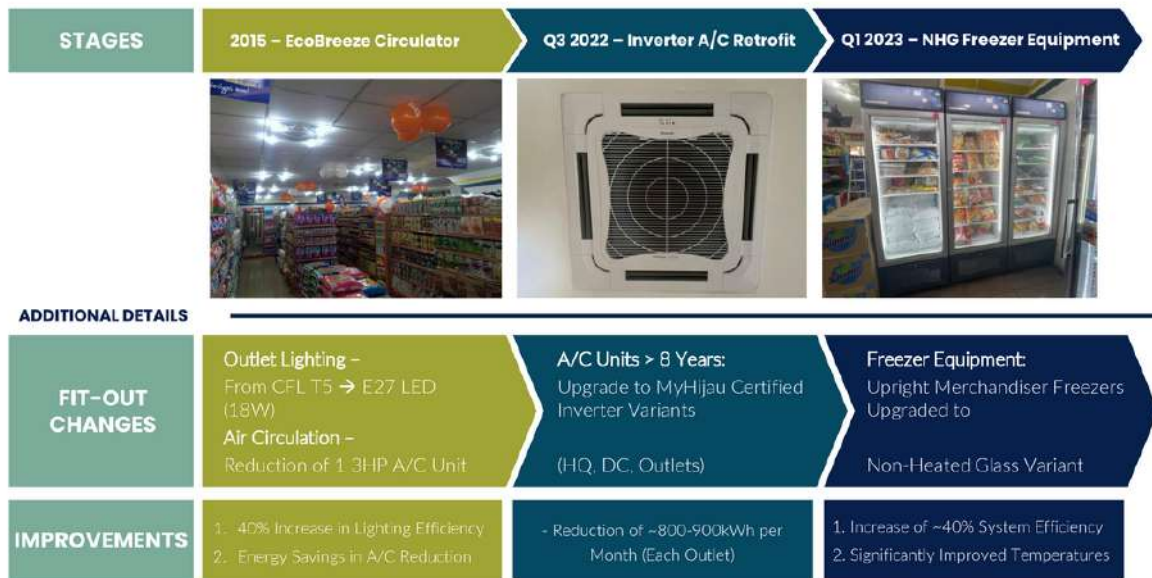 STAGES
2015 – EcoBreeze Circulator
Q3 2022 – Inverter A/C Retrofit
Q1 2023 – NHG Freezer Equipment
ADDITIONAL DETAILS
FIT-OUT
CHANGES
Outlet Lighting –
From CFL T5 → E27 LED
(18W)
Air Circulation –
Reduction of 1 3HP A/C Unit
A/C Units > 8 Years:
Upgrade to MyHijau Certified
Inverter Variants
(HQ, DC, Outlets)
Freezer Equipment:
Upright Merchandiser Freezers
Upgraded to
Non-Heated Glass Variant
IMPROVEMENTS
1. 40% Increase in Lighting Efficiency
2. Energy Savings in A/C Reduction
- Reduction of ~800-900kWh per
Month (Each Outlet)
1. Increase of ~40% System Efficiency
2. Significantly Improved Temperatures